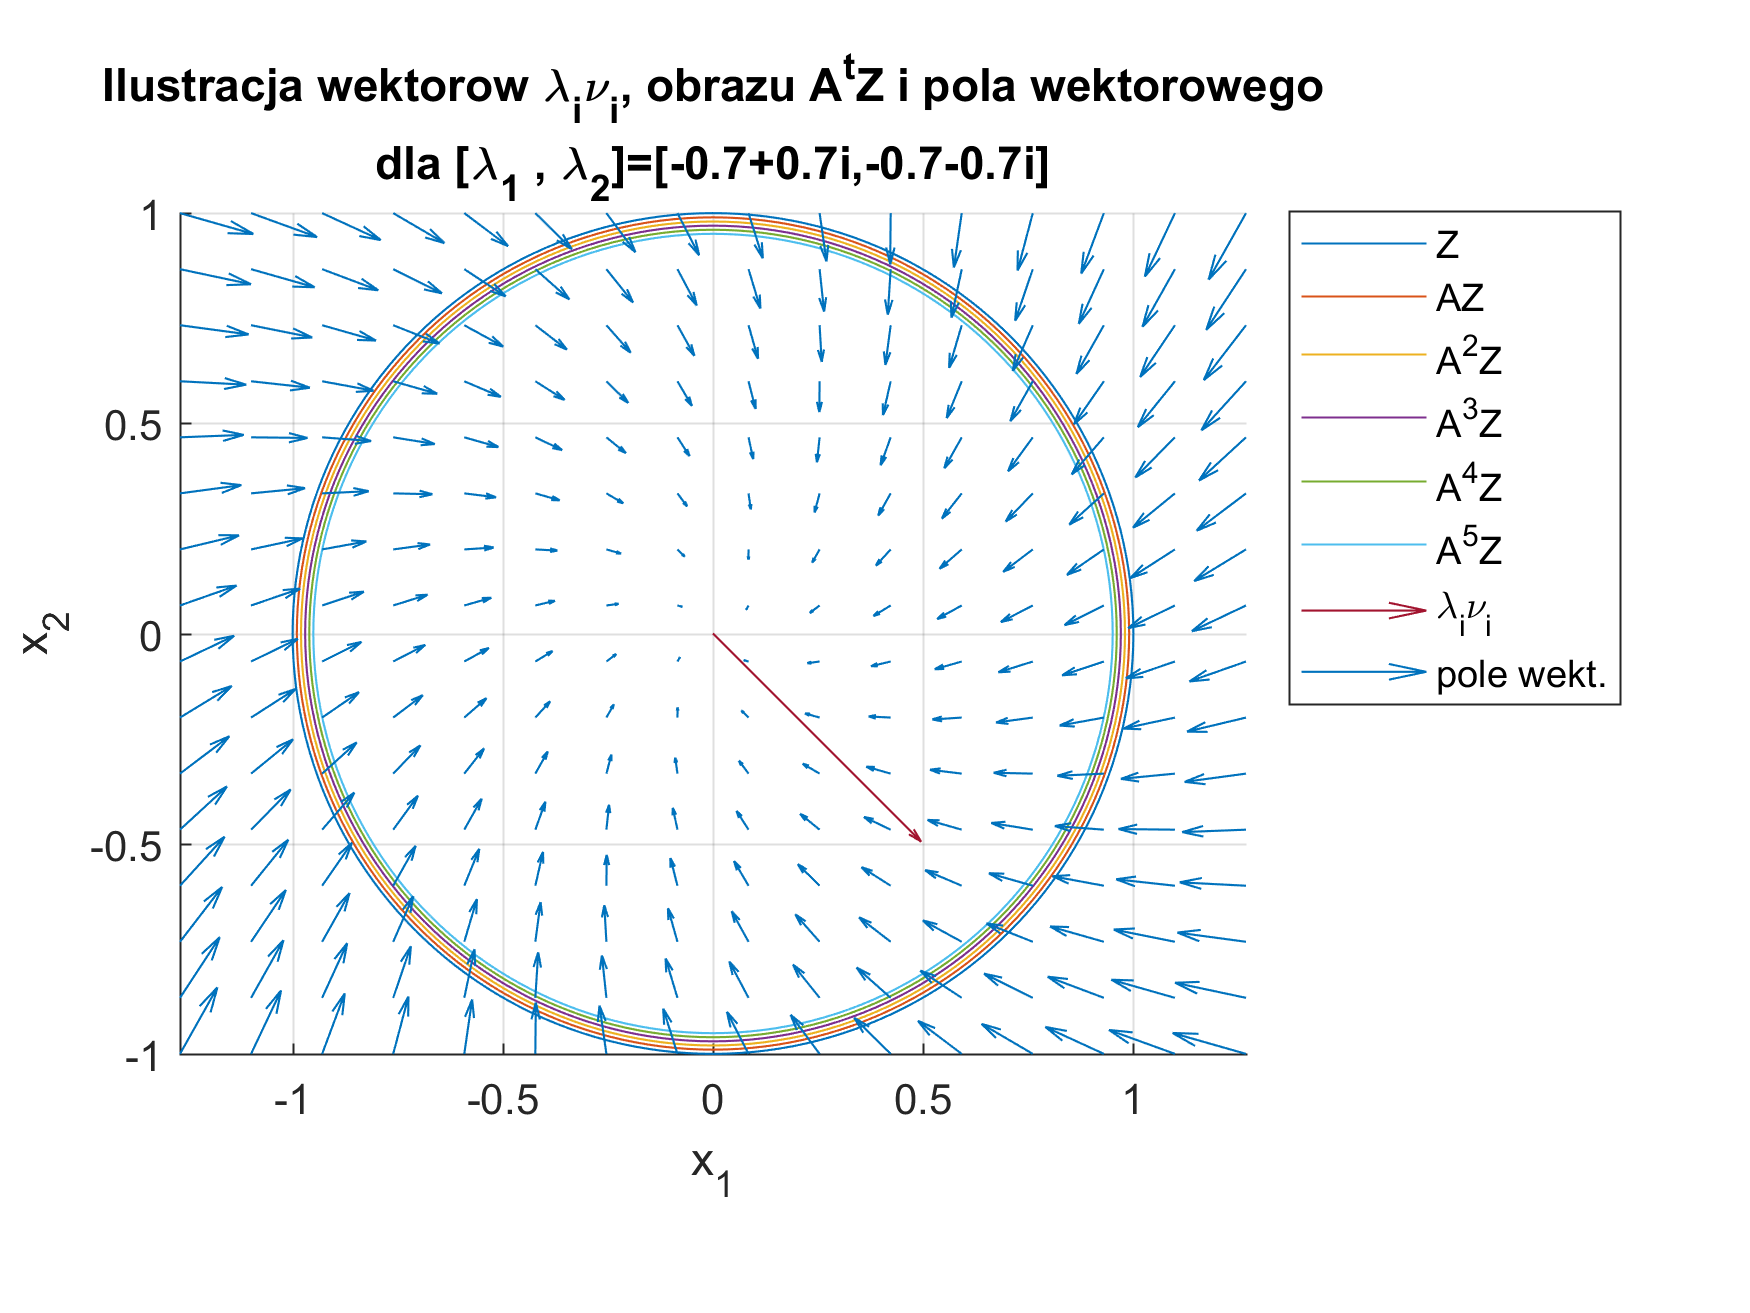 Ilustracja wektorow λᵢνᵢ, obrazu AᵗZ i pola wektorowego
dla [λ₁ , λ₂]=[-0.7+0.7i,-0.7-0.7i]
1
0.5
0
-0.5
-1
x₂
-1
-0.5
0
0.5
1
x₁
Z
AZ
A²Z
A³Z
A⁴Z
A⁵Z
λᵢνᵢ
pole wekt.